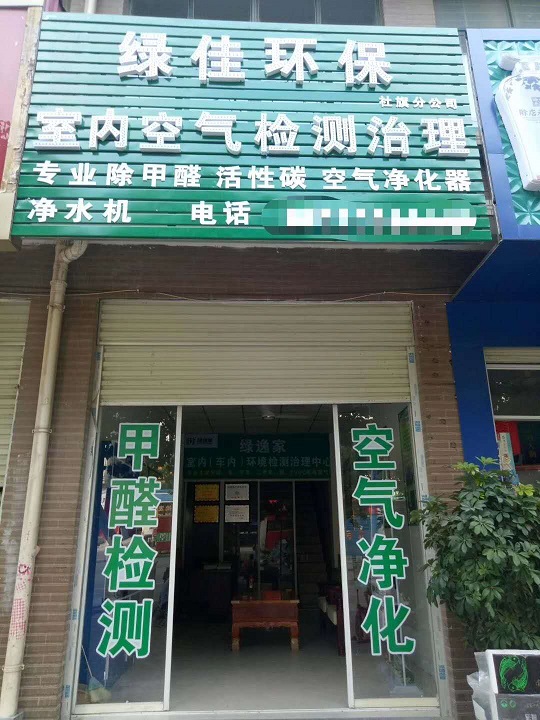 绿佳环保
社旗分公司
室内空气检测治理
专业除甲醛 活性碳 空气净化器
净水机 电话
绿逸家
室内(车内)环境检测治理中心
甲醛检测
空气净化